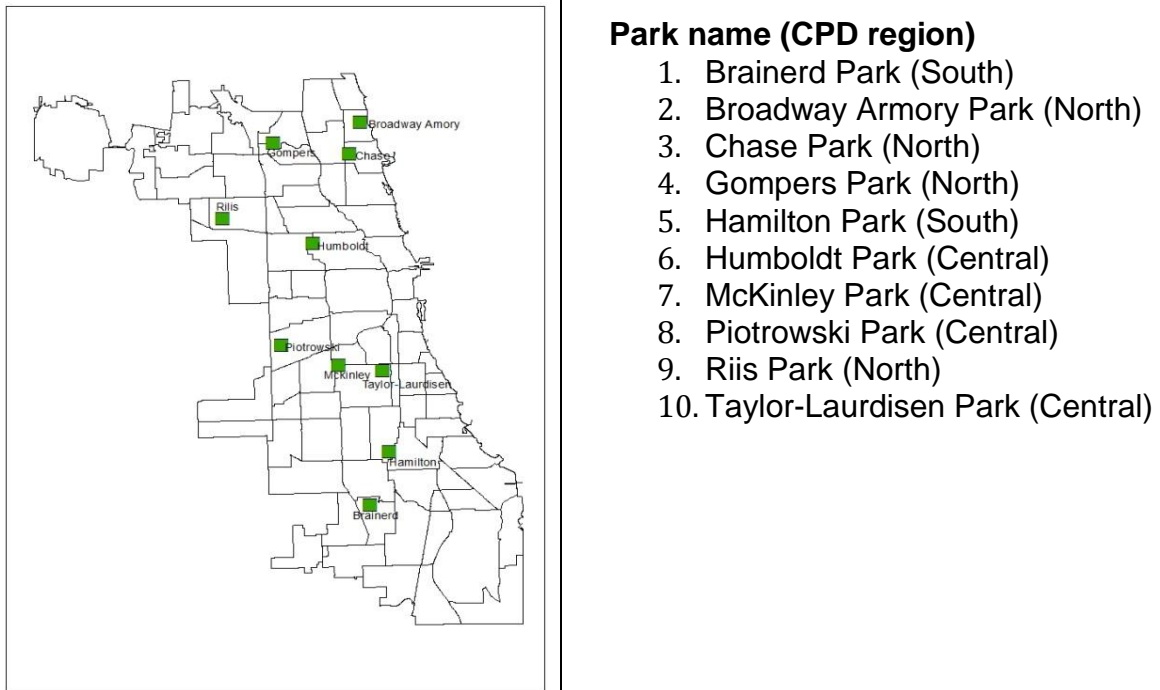 Broadway Amory
Gompers
Chase
Rilis
Humboldt
Piotrowski
Mckinley
Taylor-Laurdisen
Hamilton
Brainerd
Park name (CPD region)
1. Brainerd Park (South)
2. Broadway Armory Park (North)
3. Chase Park (North)
4. Gompers Park (North)
5. Hamilton Park (South)
6. Humboldt Park (Central)
7. McKinley Park (Central)
8. Piotrowski Park (Central)
9. Riis Park (North)
10. Taylor-Laurdisen Park (Central)